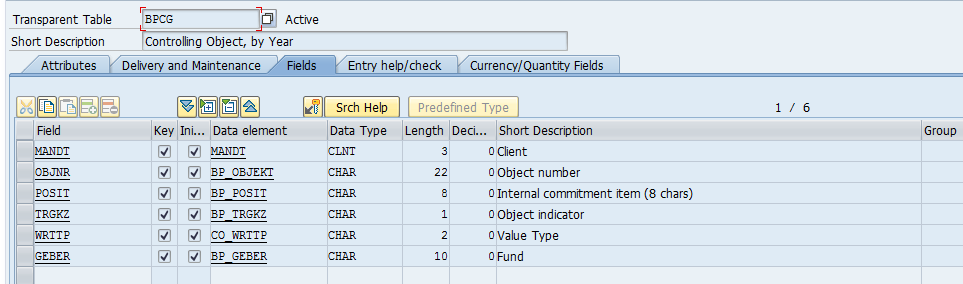 Transparent Table BPCG Active
Short Description Controlling Object, by Year
Attributes Delivery and Maintenance Fields Entry help/check Currency/Quantity Fields
Srch Help Predefined Type 1 / 6
Field Key Ini... Data element Data Type Length Deci... Short Description Group
MANDT MANDT CLNT 3 0 Client
OBJNR BP_OBJEKT CHAR 22 0 Object number
POSIT BP_POSIT CHAR 8 0 Internal commitment item (8 chars)
TRGKZ BP_TRGKZ CHAR 1 0 Object indicator
WRTTP CO_WRTTP CHAR 2 0 Value Type
GEBER BP_GEBER CHAR 10 0 Fund